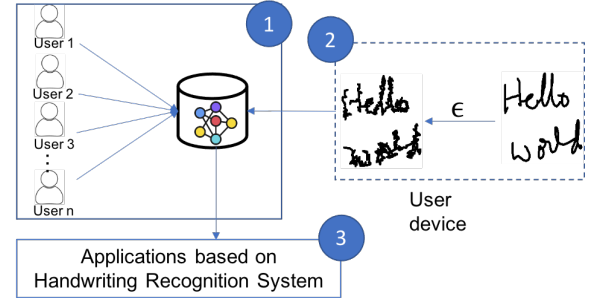 User 1
User 2
User 3
User n
1
2
Hello
Hello
world
ϵ
User
device
3
Applications based on
Handwriting Recognition System